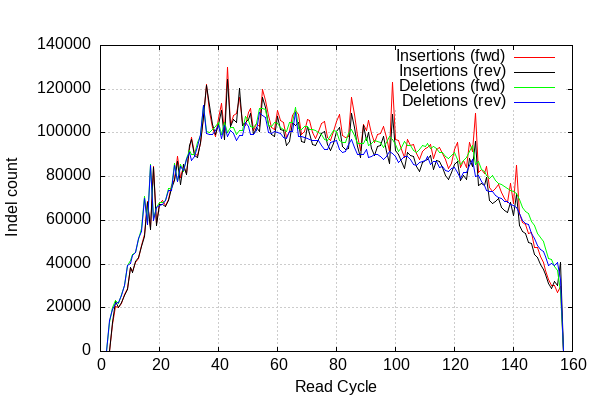 140000
120000
100000
80000
60000
40000
20000
0
Indel count
Insertions (fwd)
Insertions (rev)
Deletions (fwd)
Deletions (rev)
0 20 40 60 80 100 120 140 160
Read Cycle